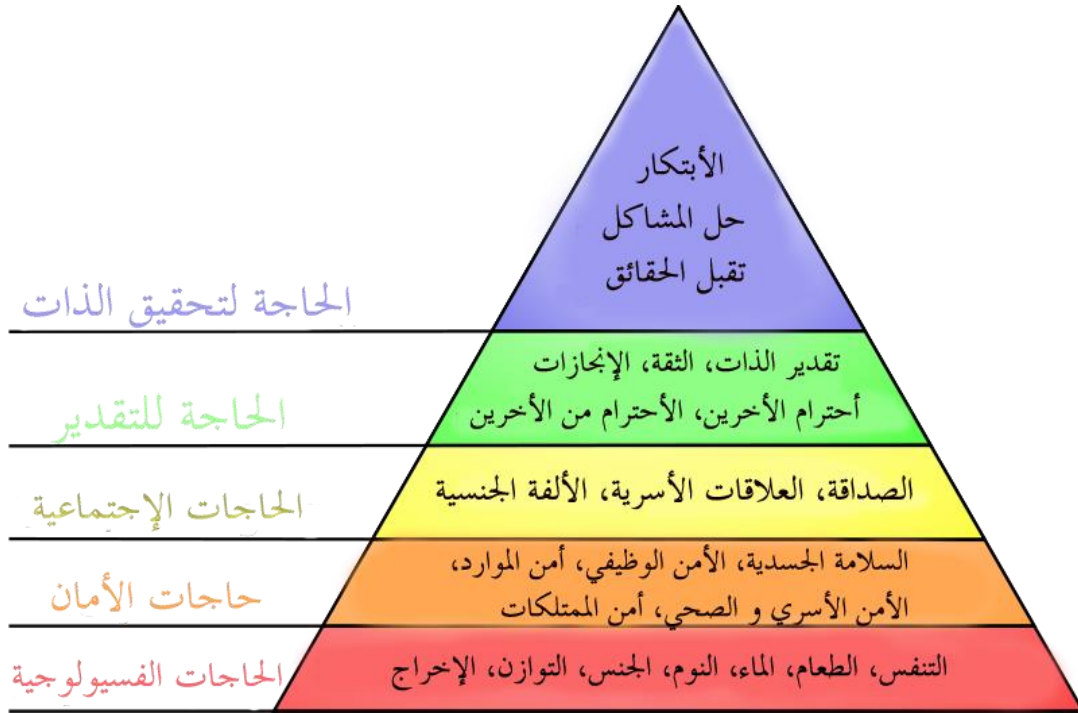 الأبتكار
حل المشاكل
تقبل الحقائق
الحاجة لتحقيق الذات
تقدير الذات، الثقة، الإنجازات
أحترام الأخرين، الأحترام من الأخرين
الحاجة للتقدير
الصداقة، العلاقات الأسرية، الألفة الجنسية
الحاجات الإجتماعية
السلامة الجسدية، الأمن الوظيفي، أمن الموارد،
الأمن الأسري و الصحي، أمن الممتلكات
حاجات الأمان
التنفس، الطعام، الماء، النوم، الجنس، التوازن، الإخراج
الحاجات الفسيولوجية